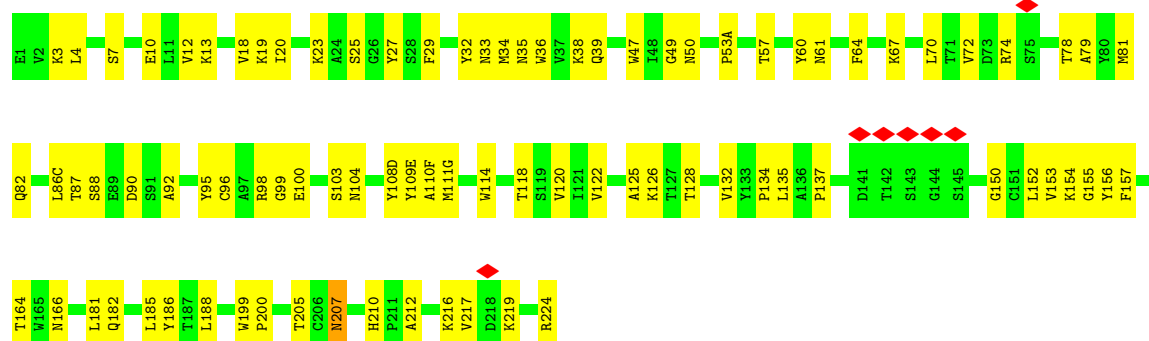 E1 V2 K3 L4 S7 E10 L11 V12 K13 V18 K19 I20 K23 A24 S25 G26 Y27 S28 F29 Y32 N33 M34 N35 W36 V37 K38 Q39 W47 I48 G49 N50 P53A T57 Y60 N61 F64 K67 L70 T71 V72 D73 R74 S75 T78 A79 Y80 M81
Q82 L86C T87 S88 E89 D90 S91 A92 Y95 C96 A97 R98 G99 E100 S103 N104 Y108D Y109E A110F M111G W114 T118 S119 V120 I121 V122 A125 K126 T127 T128 V132 Y133 P134 L135 A136 P137 D141 T142 S143 G144 S145 G150 C151 L152 V153 K154 G155 Y156 F157
T164 W165 N166 L181 Q182 L185 Y186 T187 L188 W199 P200 T205 C206 N207 H210 P211 A212 K216 V217 D218 K219 R224